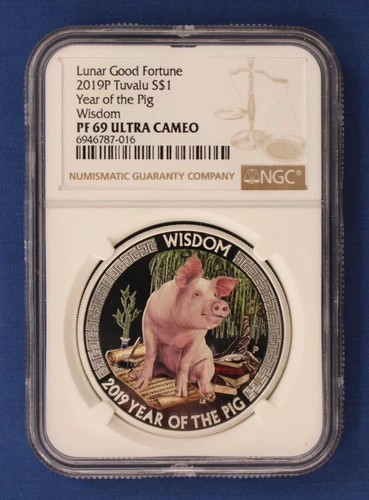 Lunar Good Fortune
2019P Tuvalu S$1
Year of the Pig
Wisdom
PF 69 ULTRA CAMEO
6946787-016
NUMISMATIC GUARANTY COMPANY
NGC
WISDOM
2019 YEAR OF THE PIG